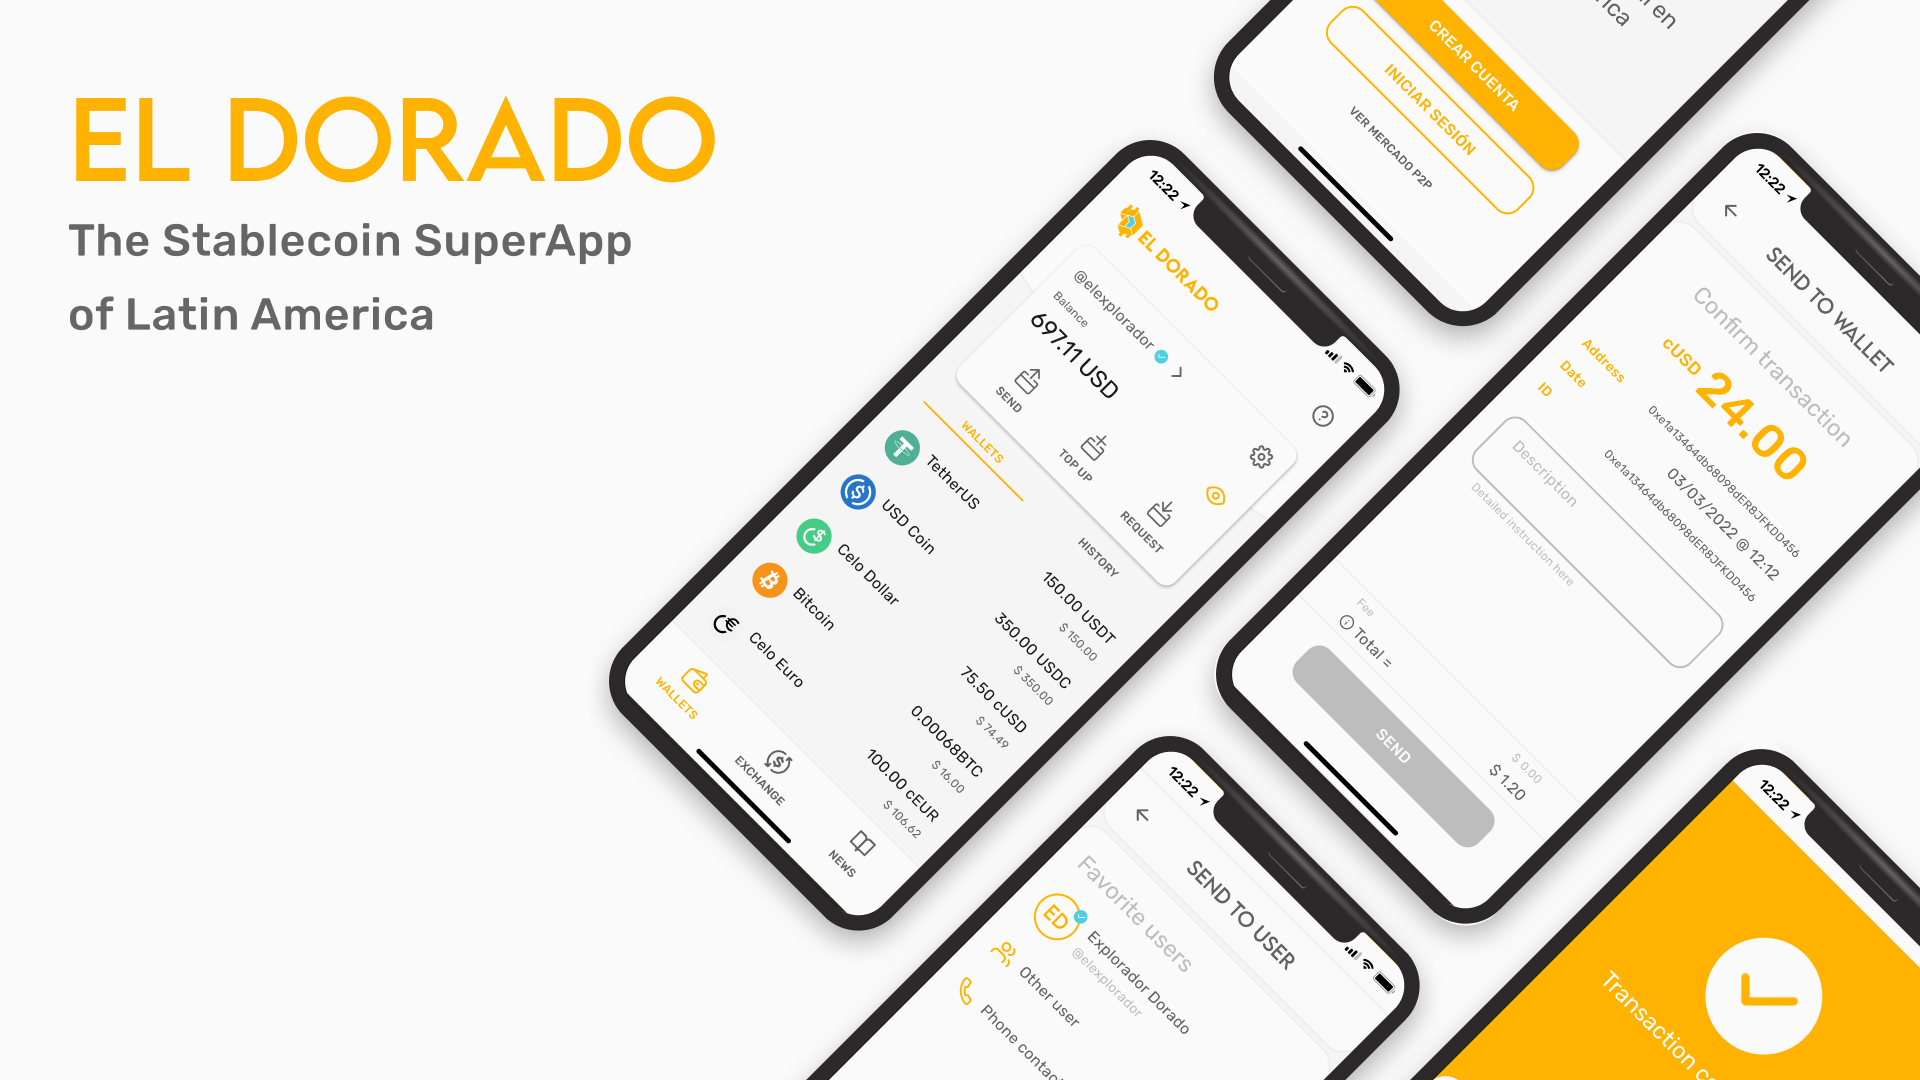 EL DORADO
The Stablecoin SuperApp
of Latin America
CREAR CUENTA
INICIAR SESIÓN
VER MERCADO P2P
12:22
EL DORADO
@elexplorador
Balance
697.11 USD
SEND
TOP UP
REQUEST
WALLETS
HISTORY
TetherUS
150.00 USDT
$ 150.00
USD Coin
350.00 USDC
$ 350.00
Celo Dollar
75.50 cUSD
$ 74.49
Bitcoin
0.00068BTC
$ 16.00
Celo Euro
100.00 cEUR
$ 106.62
WALLETS
EXCHANGE
NEWS
12:22
SEND TO WALLET
Confirm transaction
cUSD 24.00
Address
0xe1a13464db68098dER8JFKDD456
Date
03/03/2022 @ 12:12
ID
0xe1a13464db68098dER8JFKDD456
Description
Detailed instruction here
Fee
$ 0.00
Total =
$ 1.20
SEND
12:22
SEND TO USER
Favorite users
ED
Explorador Dorado
@elexplorador
Other user
Phone contac
12:22
Transaction c